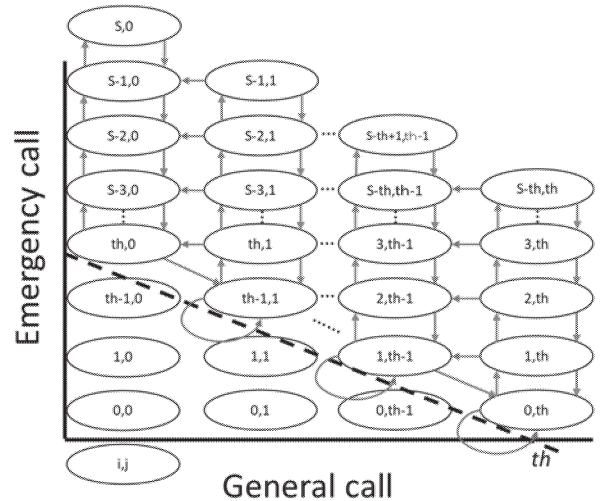 S,0
S-1,0 S-1,1
S-2,0 S-2,1 S-th+1,th-1
S-3,0 S-3,1 S-th,th-1 S-th,th
th,0 th,1 3,th-1 3,th
th-1,0 th-1,1 2,th-1 2,th
1,0 1,1 1,th-1 1,th
0,0 0,1 0,th-1 0,th
i,j
th
Emergency call
General call